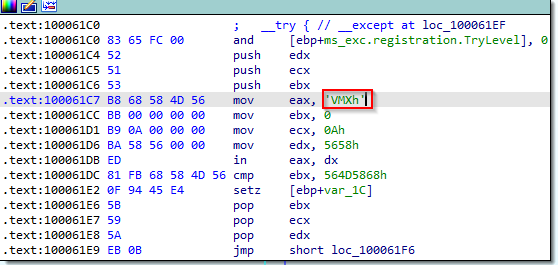 .text:100061C0 ; __try { // __except at loc_100061EF
.text:100061C0 83 65 FC 00 and [ebp+ms_exc.registration.TryLevel], 0
.text:100061C4 52 push edx
.text:100061C5 51 push ecx
.text:100061C6 53 push ebx
.text:100061C7 B8 68 58 4D 56 mov eax, 'VMXh'
.text:100061CC BB 00 00 00 00 mov ebx, 0
.text:100061D1 B9 0A 00 00 00 mov ecx, 0Ah
.text:100061D6 BA 58 56 00 00 mov edx, 5658h
.text:100061DB ED in eax, dx
.text:100061DC 81 FB 68 58 4D 56 cmp ebx, 564D5868h
.text:100061E2 0F 94 45 E4 setz [ebp+var_1C]
.text:100061E6 5B pop ebx
.text:100061E7 59 pop ecx
.text:100061E8 5A pop edx
.text:100061E9 EB 0B jmp short loc_100061F6